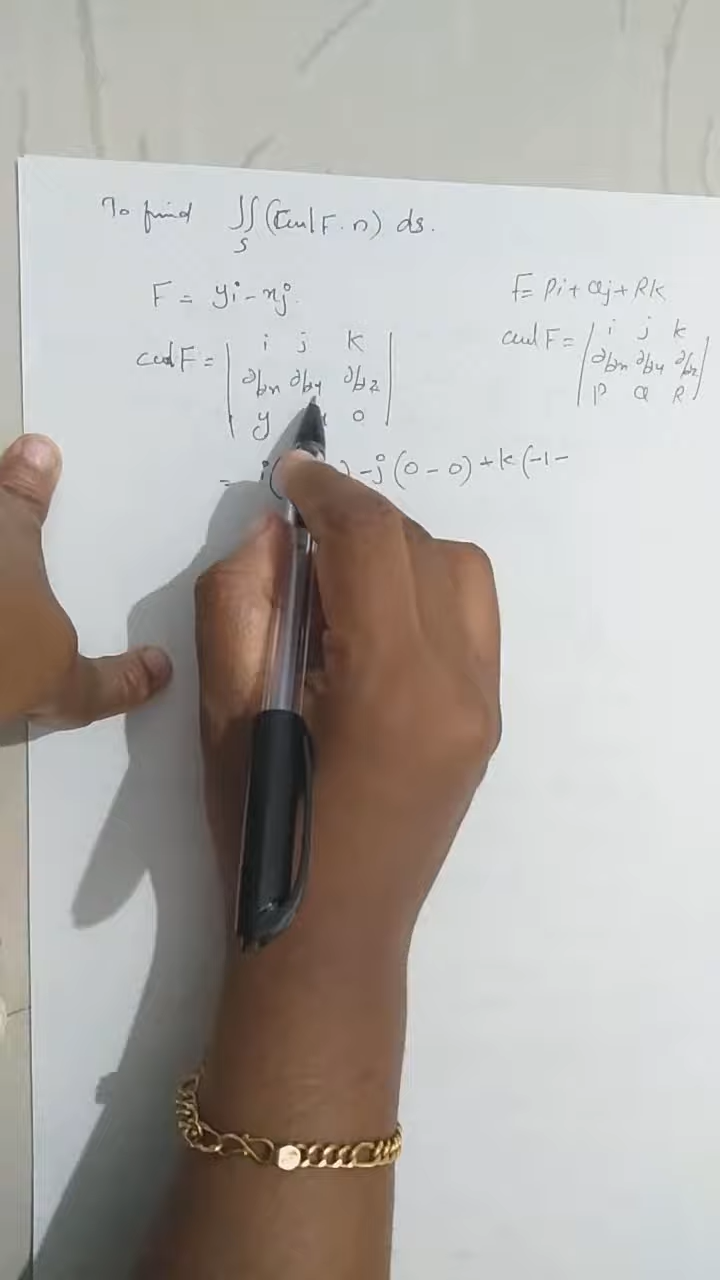 To find ∬ (Curl F. n) ds.
S
F = yi - xj.
curl F = | i j k |
| ∂/∂x ∂/∂y ∂/∂z |
| y 0 |
= i( ) - j (0 - 0) + k (-1 -
F = Pi + Qj + Rk
curl F = | i j k |
| ∂/∂x ∂/∂y ∂/∂z |
| P Q R |